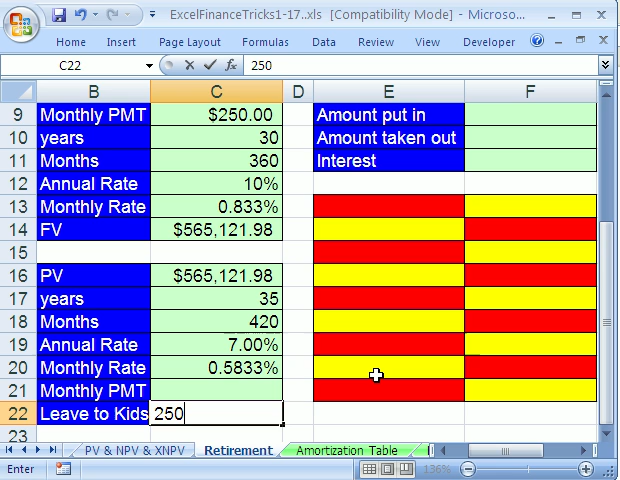 ExcelFinanceTricks1-17..xls [Compatibility Mode] - Microso...
Home Insert Page Layout Formulas Data Review View Developer
C22 fx 250
B C D E F
9 Monthly PMT $250.00 Amount put in
10 years 30 Amount taken out
11 Months 360 Interest
12 Annual Rate 10%
13 Monthly Rate 0.833%
14 FV $565,121.98
15
16 PV $565,121.98
17 years 35
18 Months 420
19 Annual Rate 7.00%
20 Monthly Rate 0.5833%
21 Monthly PMT
22 Leave to Kids 250
23
PV & NPV & XNPV Retirement Amortization Table
Enter 136%